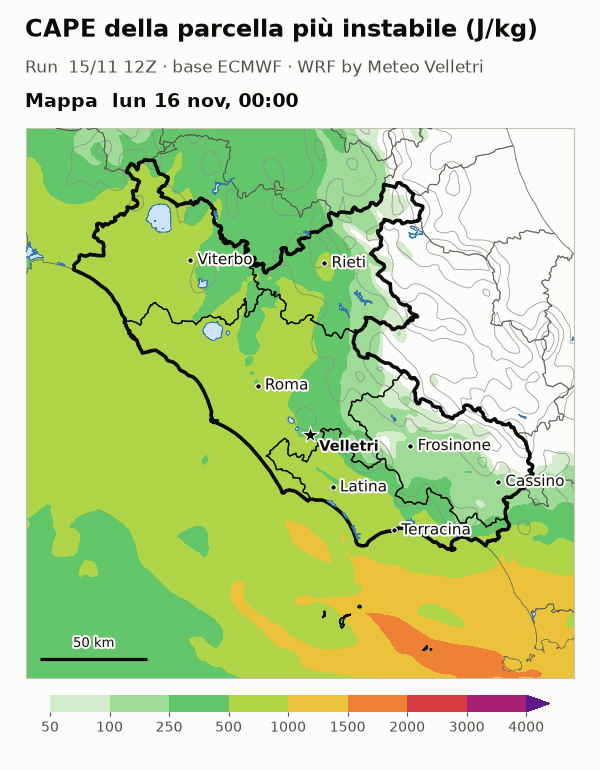 CAPE della parcella più instabile (J/kg)
Run  15/11 12Z · base ECMWF · WRF by Meteo Velletri
Mappa  lun 16 nov, 00:00
Viterbo
Rieti
Roma
Velletri
Frosinone
Cassino
Latina
Terracina
50 km
50 100 250 500 1000 1500 2000 3000 4000